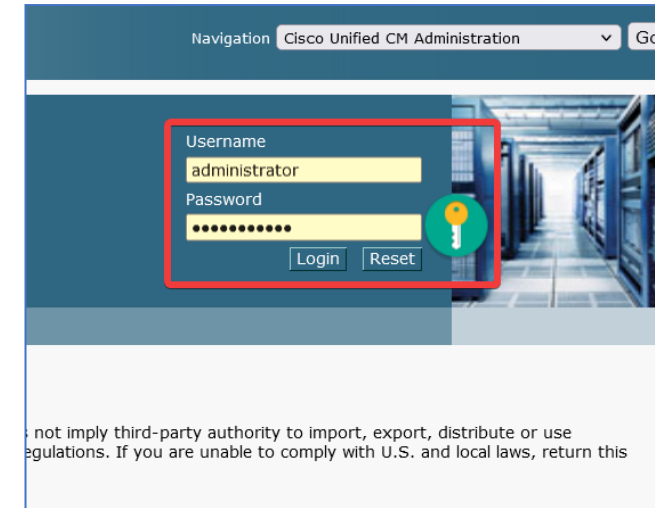 Navigation Cisco Unified CM Administration Go
Username
administrator
Password
•••••••••••
Login Reset
not imply third-party authority to import, export, distribute or use
egulations. If you are unable to comply with U.S. and local laws, return this